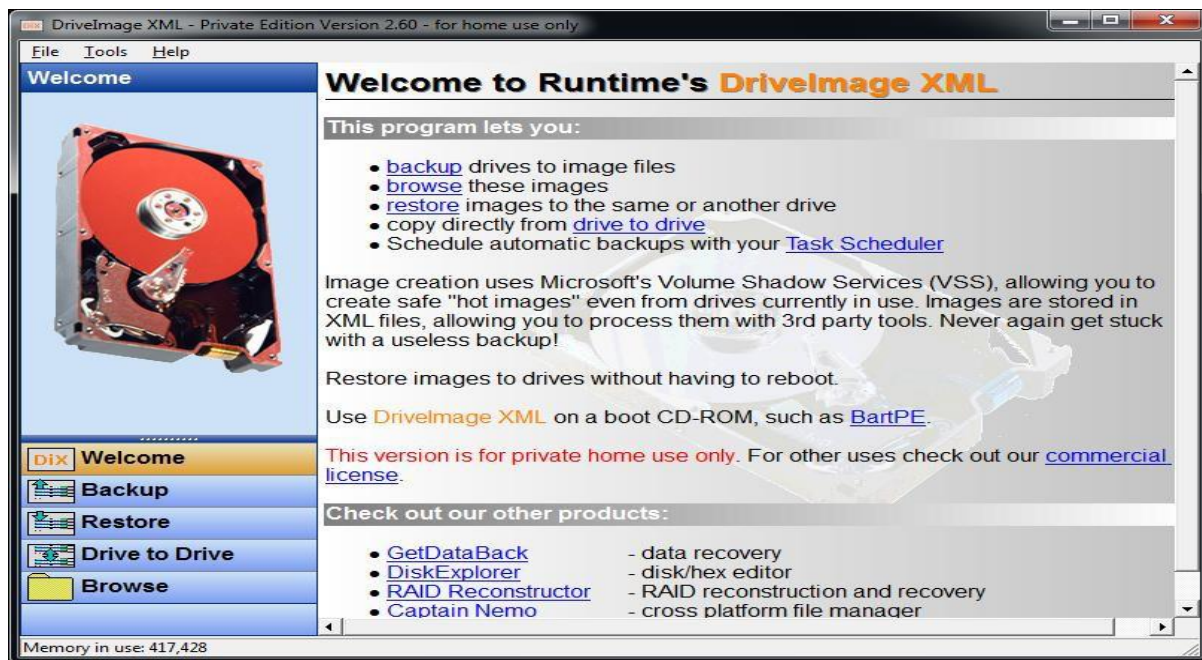 DriveImage XML - Private Edition Version 2.60 - for home use only
File Tools Help
Welcome
Welcome to Runtime's DriveImage XML
This program lets you:
• backup drives to image files
• browse these images
• restore images to the same or another drive
• copy directly from drive to drive
• Schedule automatic backups with your Task Scheduler
Image creation uses Microsoft's Volume Shadow Services (VSS), allowing you to
create safe "hot images" even from drives currently in use. Images are stored in
XML files, allowing you to process them with 3rd party tools. Never again get stuck
with a useless backup!
Restore images to drives without having to reboot.
Use DriveImage XML on a boot CD-ROM, such as BartPE.
This version is for private home use only. For other uses check out our commercial
license.
Check out our other products:
• GetDataBack - data recovery
• DiskExplorer - disk/hex editor
• RAID Reconstructor - RAID reconstruction and recovery
• Captain Nemo - cross platform file manager
DiX Welcome
Backup
Restore
Drive to Drive
Browse
Memory in use: 417,428